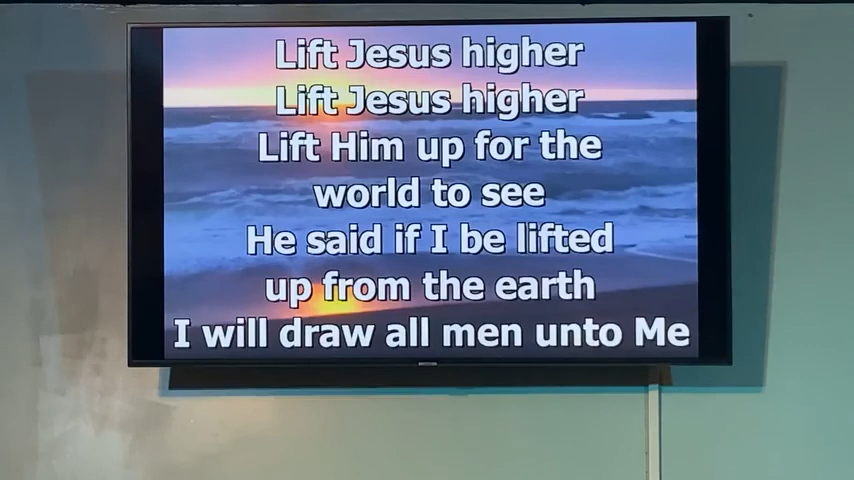 Lift Jesus higher
Lift Jesus higher
Lift Him up for the
world to see
He said if I be lifted
up from the earth
I will draw all men unto Me